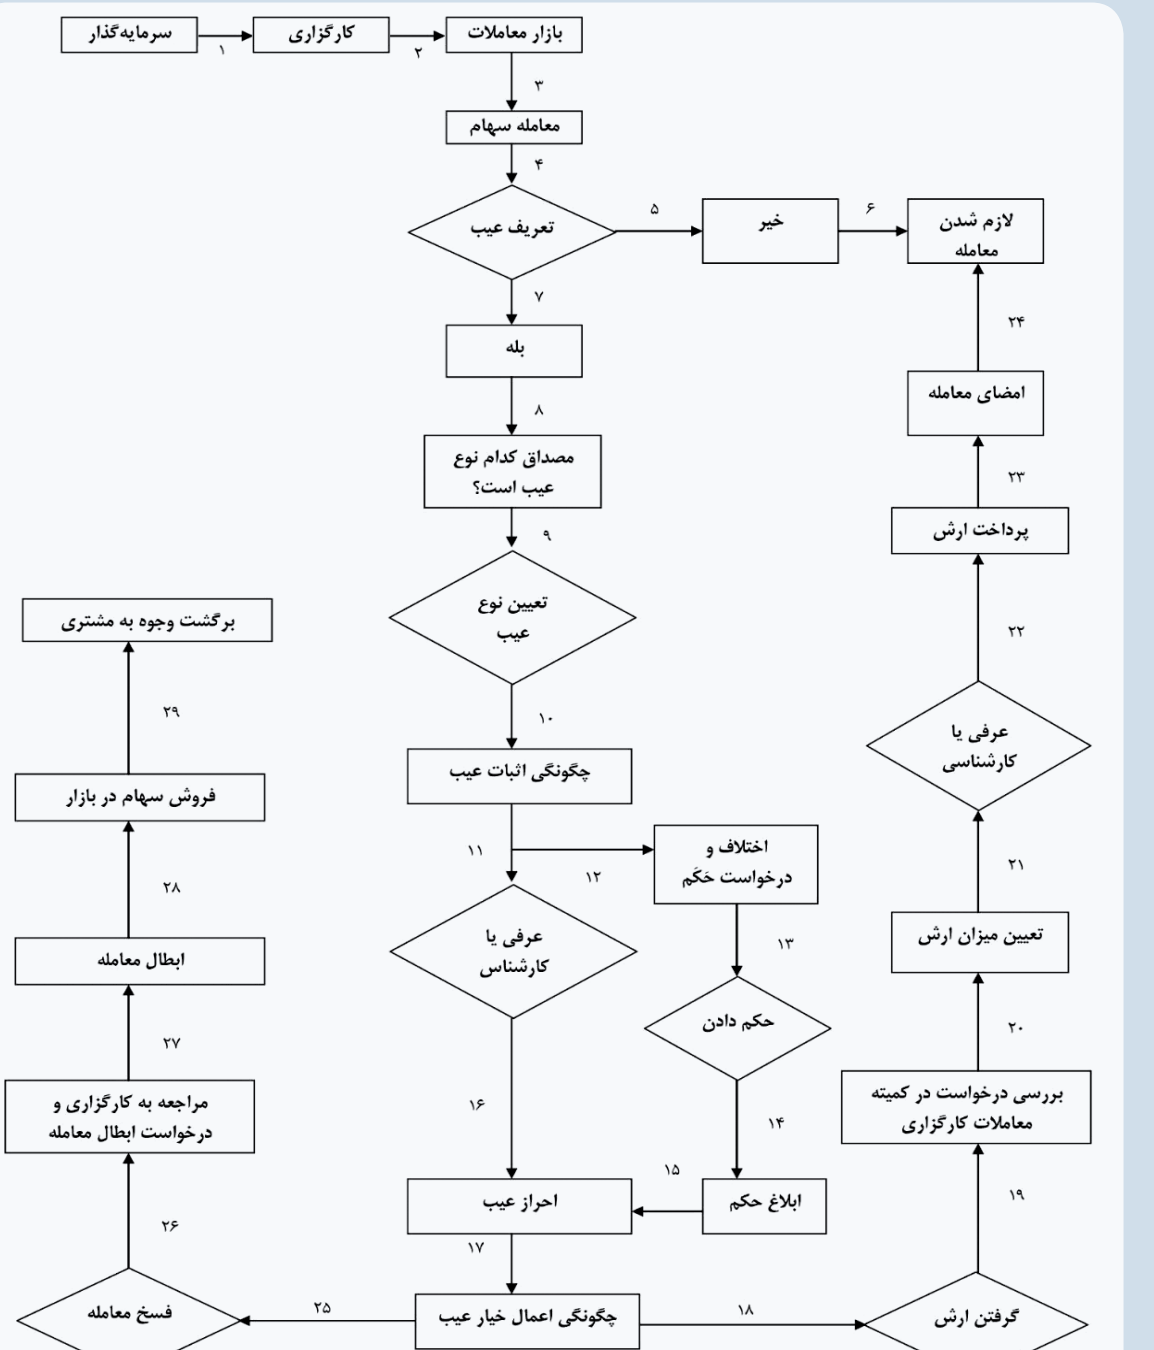 سرمایه‌گذار
۱
کارگزاری
۲
بازار معاملات
۳
معامله سهام
۴
تعریف عیب
۵
خیر
۶
لازم شدن
معامله
۷
بله
۸
مصداق کدام نوع
عیب است؟
۹
تعیین نوع
عیب
۱۰
چگونگی اثبات عیب
۱۱
۱۲
اختلاف و
درخواست حَکَم
۱۳
حکم دادن
۱۴
ابلاغ حکم
۱۵
عرفی یا
کارشناس
۱۶
احراز عیب
۱۷
چگونگی اعمال خیار عیب
۱۸
گرفتن ارش
۱۹
بررسی درخواست در کمیته
معاملات کارگزاری
۲۰
تعیین میزان ارش
۲۱
عرفی یا
کارشناسی
۲۲
پرداخت ارش
۲۳
امضای معامله
۲۴
۲۵
فسخ معامله
۲۶
مراجعه به کارگزاری و
درخواست ابطال معامله
۲۷
ابطال معامله
۲۸
فروش سهام در بازار
۲۹
برگشت وجوه به مشتری